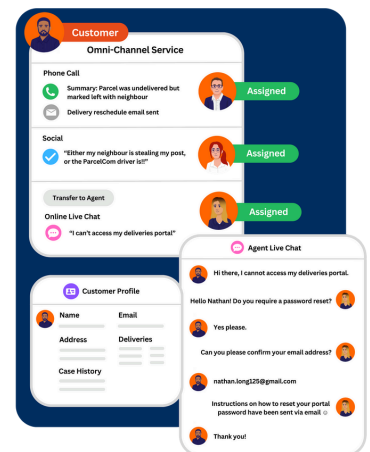 Customer
Omni-Channel Service
Phone Call
Summary: Parcel was undelivered but
marked left with neighbour
Assigned
Delivery reschedule email sent
Social
"Either my neighbour is stealing my post,
or the ParcelCom driver is!!"
Assigned
Transfer to Agent
Online Live Chat
"I can't access my deliveries portal"
Assigned
Customer Profile
Name
Email
Address
Deliveries
Case History
Agent Live Chat
Hi there, I cannot access my deliveries portal.
Hello Nathan! Do you require a password reset?
Yes please.
Can you please confirm your email address?
nathan.long125@gmail.com
Instructions on how to reset your portal
password have been sent via email ☺
Thank you!